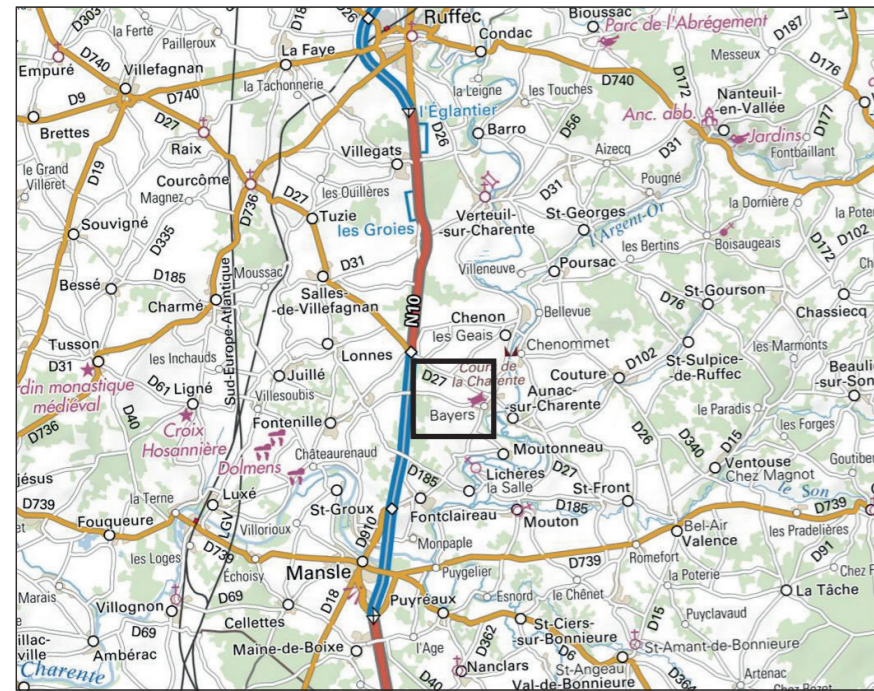 D303
la Ferté
Pailleroux
D18
D26
Ruffec
Bioussac
Parc de l'Abrégement
D187
D177
Empuré
D740
Villefagnan
La Faye
Condac
Messeux
D176
la Tachonnerie
la Leigne
les Touches
D740
D172
Nanteuil
-en-Vallée
D9
D740
l'Églantier
Anc. abb.
Brettes
D27
D26
Barro
D56
D31
Jardins
D177
Raix
Villegats
Aizecq
Fontbaillant
le Grand
Villeret
D19
Courcôme
les Ouillères
Pougné
Magnez
D736
D27
Verteuil
-sur-Charente
D31
la Dornière
Souvigné
D335
Tuzie
les Groies
St-Georges
l'Argent-Or
les Bertins
Boisaugeais
D172
D102
Moussac
D31
Villeneuve
Poursac
Bessé
D185
Salles
-de-Villefagnan
D76
St-Gourson
Charmé
Sud-Europe-Atlantique
N10
Chenon
Bellevue
Chassiecq
Tusson
les Inchauds
Lonnes
les Geais
Chenommet
St-Sulpice
-de-Ruffec
les Marmonts
D31
D61
Juillé
D27
Cours de
la Charente
Couture
D102
Beaulieu
-sur-Son
médiéval
Ligné
Villesoubis
Aunac
-sur-Charente
le Paradis
D736
D40
Croix
Hosannière
Fontenille
Bayers
D26
D340
D15
les Forges
Dolmens
Châteaurenaud
Moutonneau
D185
Lichères
D27
Ventouse
Chez Magnot
D739
la Terne
Luxé
St-Groux
la Salle
St-Front
le Son
D739
Fouqueure
Villorioux
D910
Fontclaireau
Mouton
D185
Bel-Air
les Pradelières
les Loges
LGV
D739
Monpaple
Valence
D91
Échoisy
Mansle
Puygelier
D739
Romefort
Marais
D69
D18
Esnord
le Chênet
la Poterie
La Tâche
Villognon
Cellettes
Puyréaux
Puyclavaud
D69
St-Ciers
-sur-Bonnieure
D15
Ambérac
Maine-de-Boixe
l'Age
D362
D6
St-Amant-de-Bonnieure
Charente
D40
Nanclars
St-Angeau
Val-de-Bonnieure
D364
Artenac